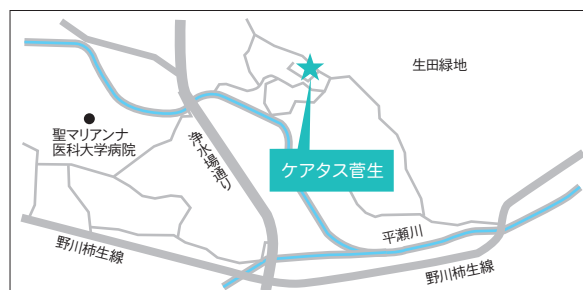 生田緑地
聖マリアンナ
医科大学病院
浄水場通り
ケアタス菅生
平瀬川
野川柿生線
野川柿生線